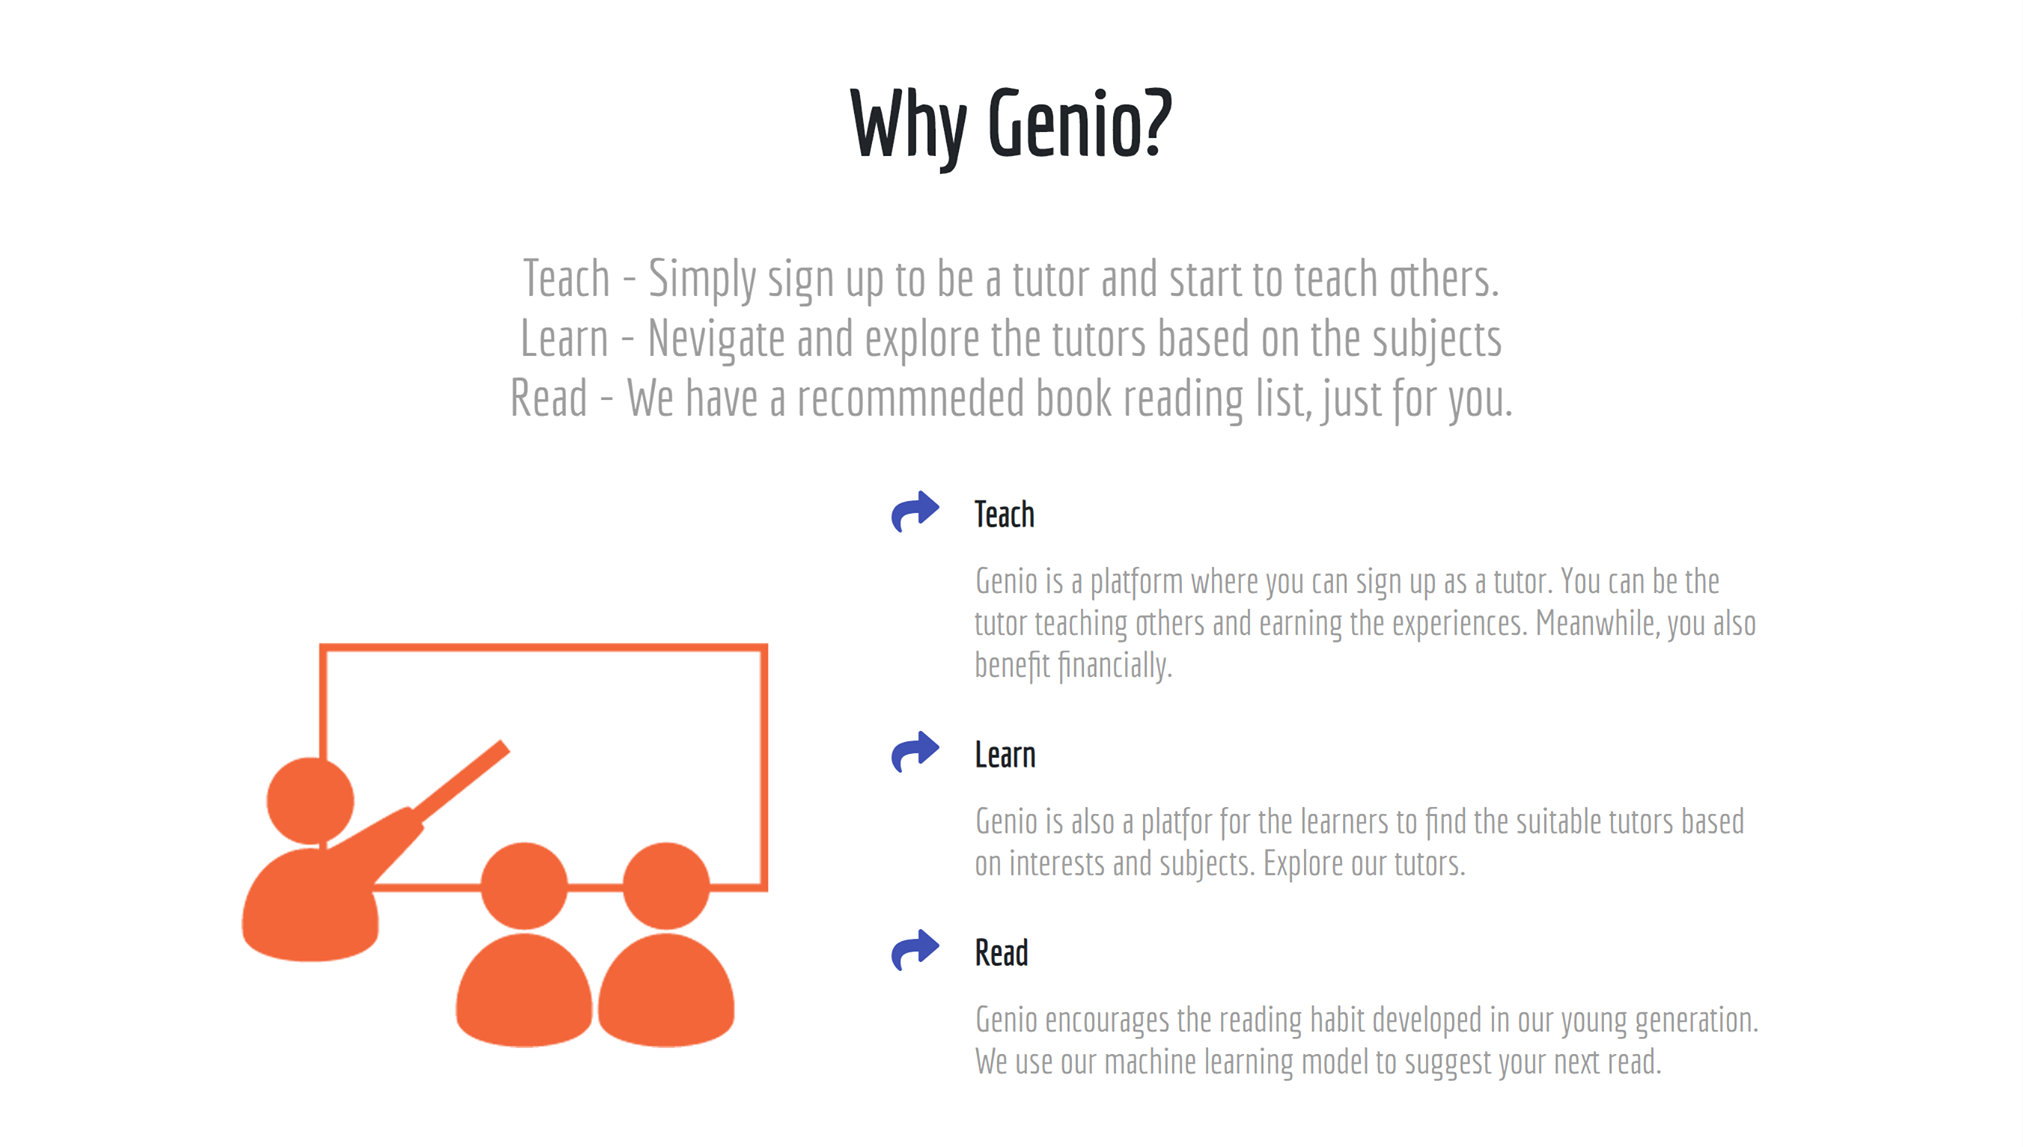 Why Genio?
Teach - Simply sign up to be a tutor and start to teach others.
Learn - Nevigate and explore the tutors based on the subjects
Read - We have a recommneded book reading list, just for you.
Teach
Genio is a platform where you can sign up as a tutor. You can be the
tutor teaching others and earning the experiences. Meanwhile, you also
benefit financially.
Learn
Genio is also a platfor for the learners to find the suitable tutors based
on interests and subjects. Explore our tutors.
Read
Genio encourages the reading habit developed in our young generation.
We use our machine learning model to suggest your next read.